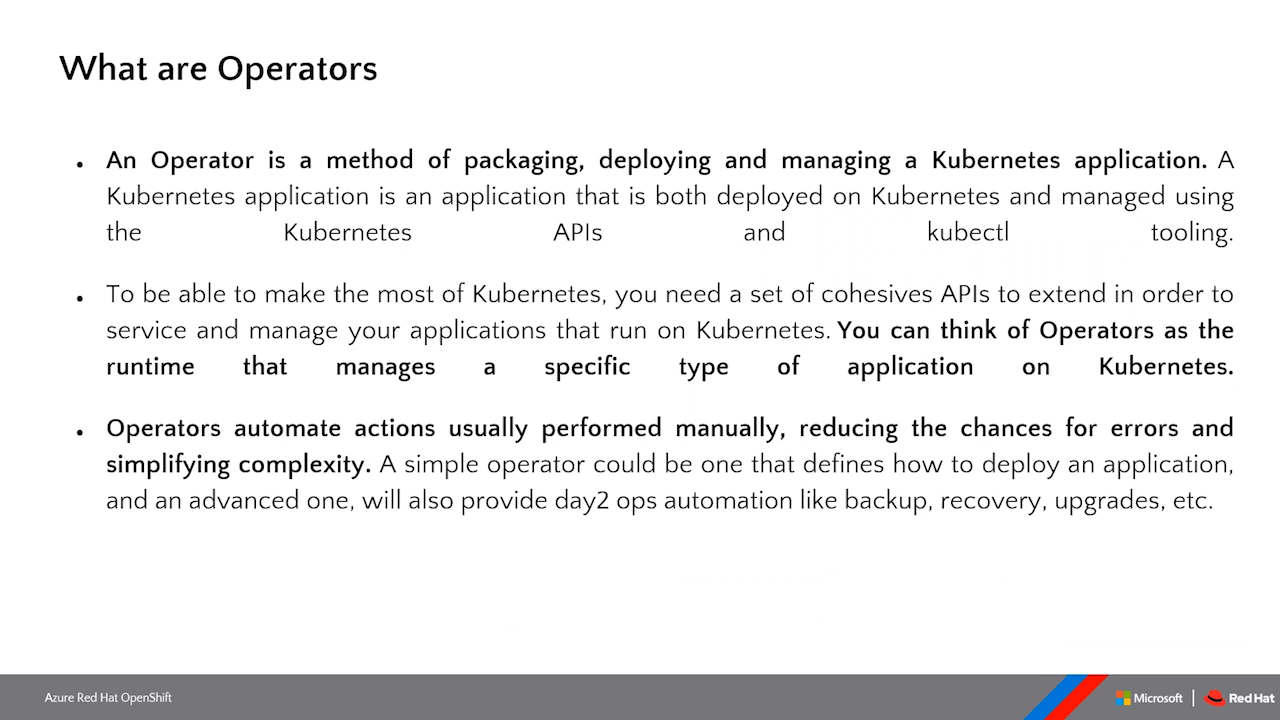 What are Operators
• An Operator is a method of packaging, deploying and managing a Kubernetes application. A
Kubernetes application is an application that is both deployed on Kubernetes and managed using
the Kubernetes APIs and kubectl tooling.
• To be able to make the most of Kubernetes, you need a set of cohesives APIs to extend in order to
service and manage your applications that run on Kubernetes. You can think of Operators as the
runtime that manages a specific type of application on Kubernetes.
• Operators automate actions usually performed manually, reducing the chances for errors and
simplifying complexity. A simple operator could be one that defines how to deploy an application,
and an advanced one, will also provide day2 ops automation like backup, recovery, upgrades, etc.
Azure Red Hat OpenShift
Microsoft | Red Hat